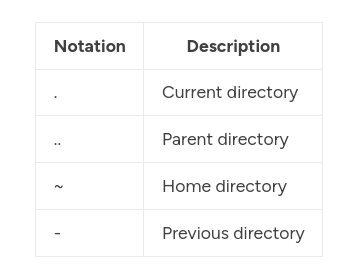 Notation Description
. Current directory
.. Parent directory
~ Home directory
- Previous directory